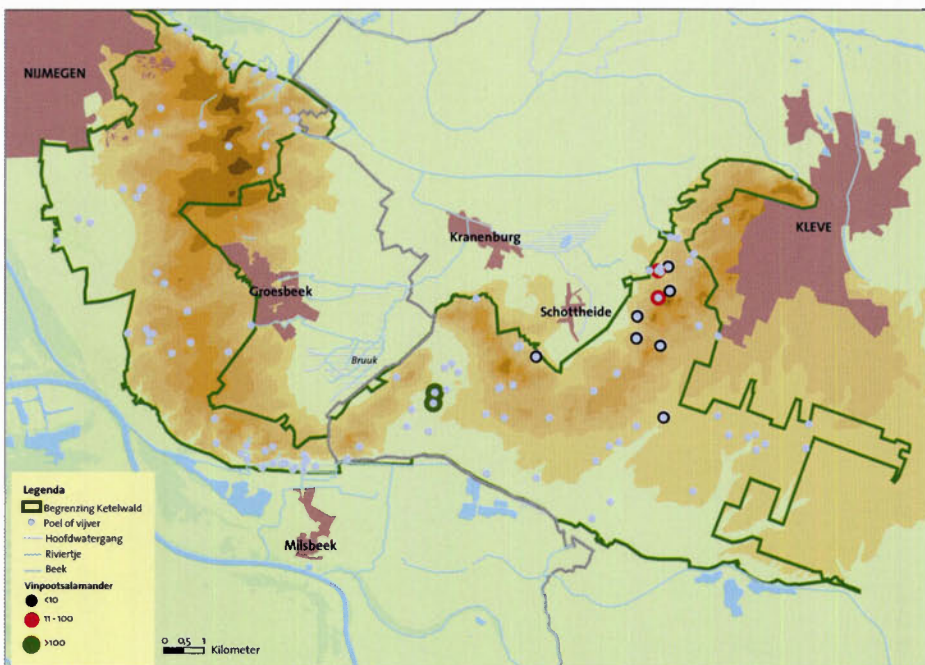 NIJMEGEN
KLEVE
Kranenburg
Groesbeek
Schottheide
Bruuk
Milsbeek
Legenda
Begrenzing Ketelwald
Poel of vijver
Hoofdwatergang
Riviertje
Beek
Vinpootsalamander
<10
11 - 100
>100
0 0,5 1
Kilometer